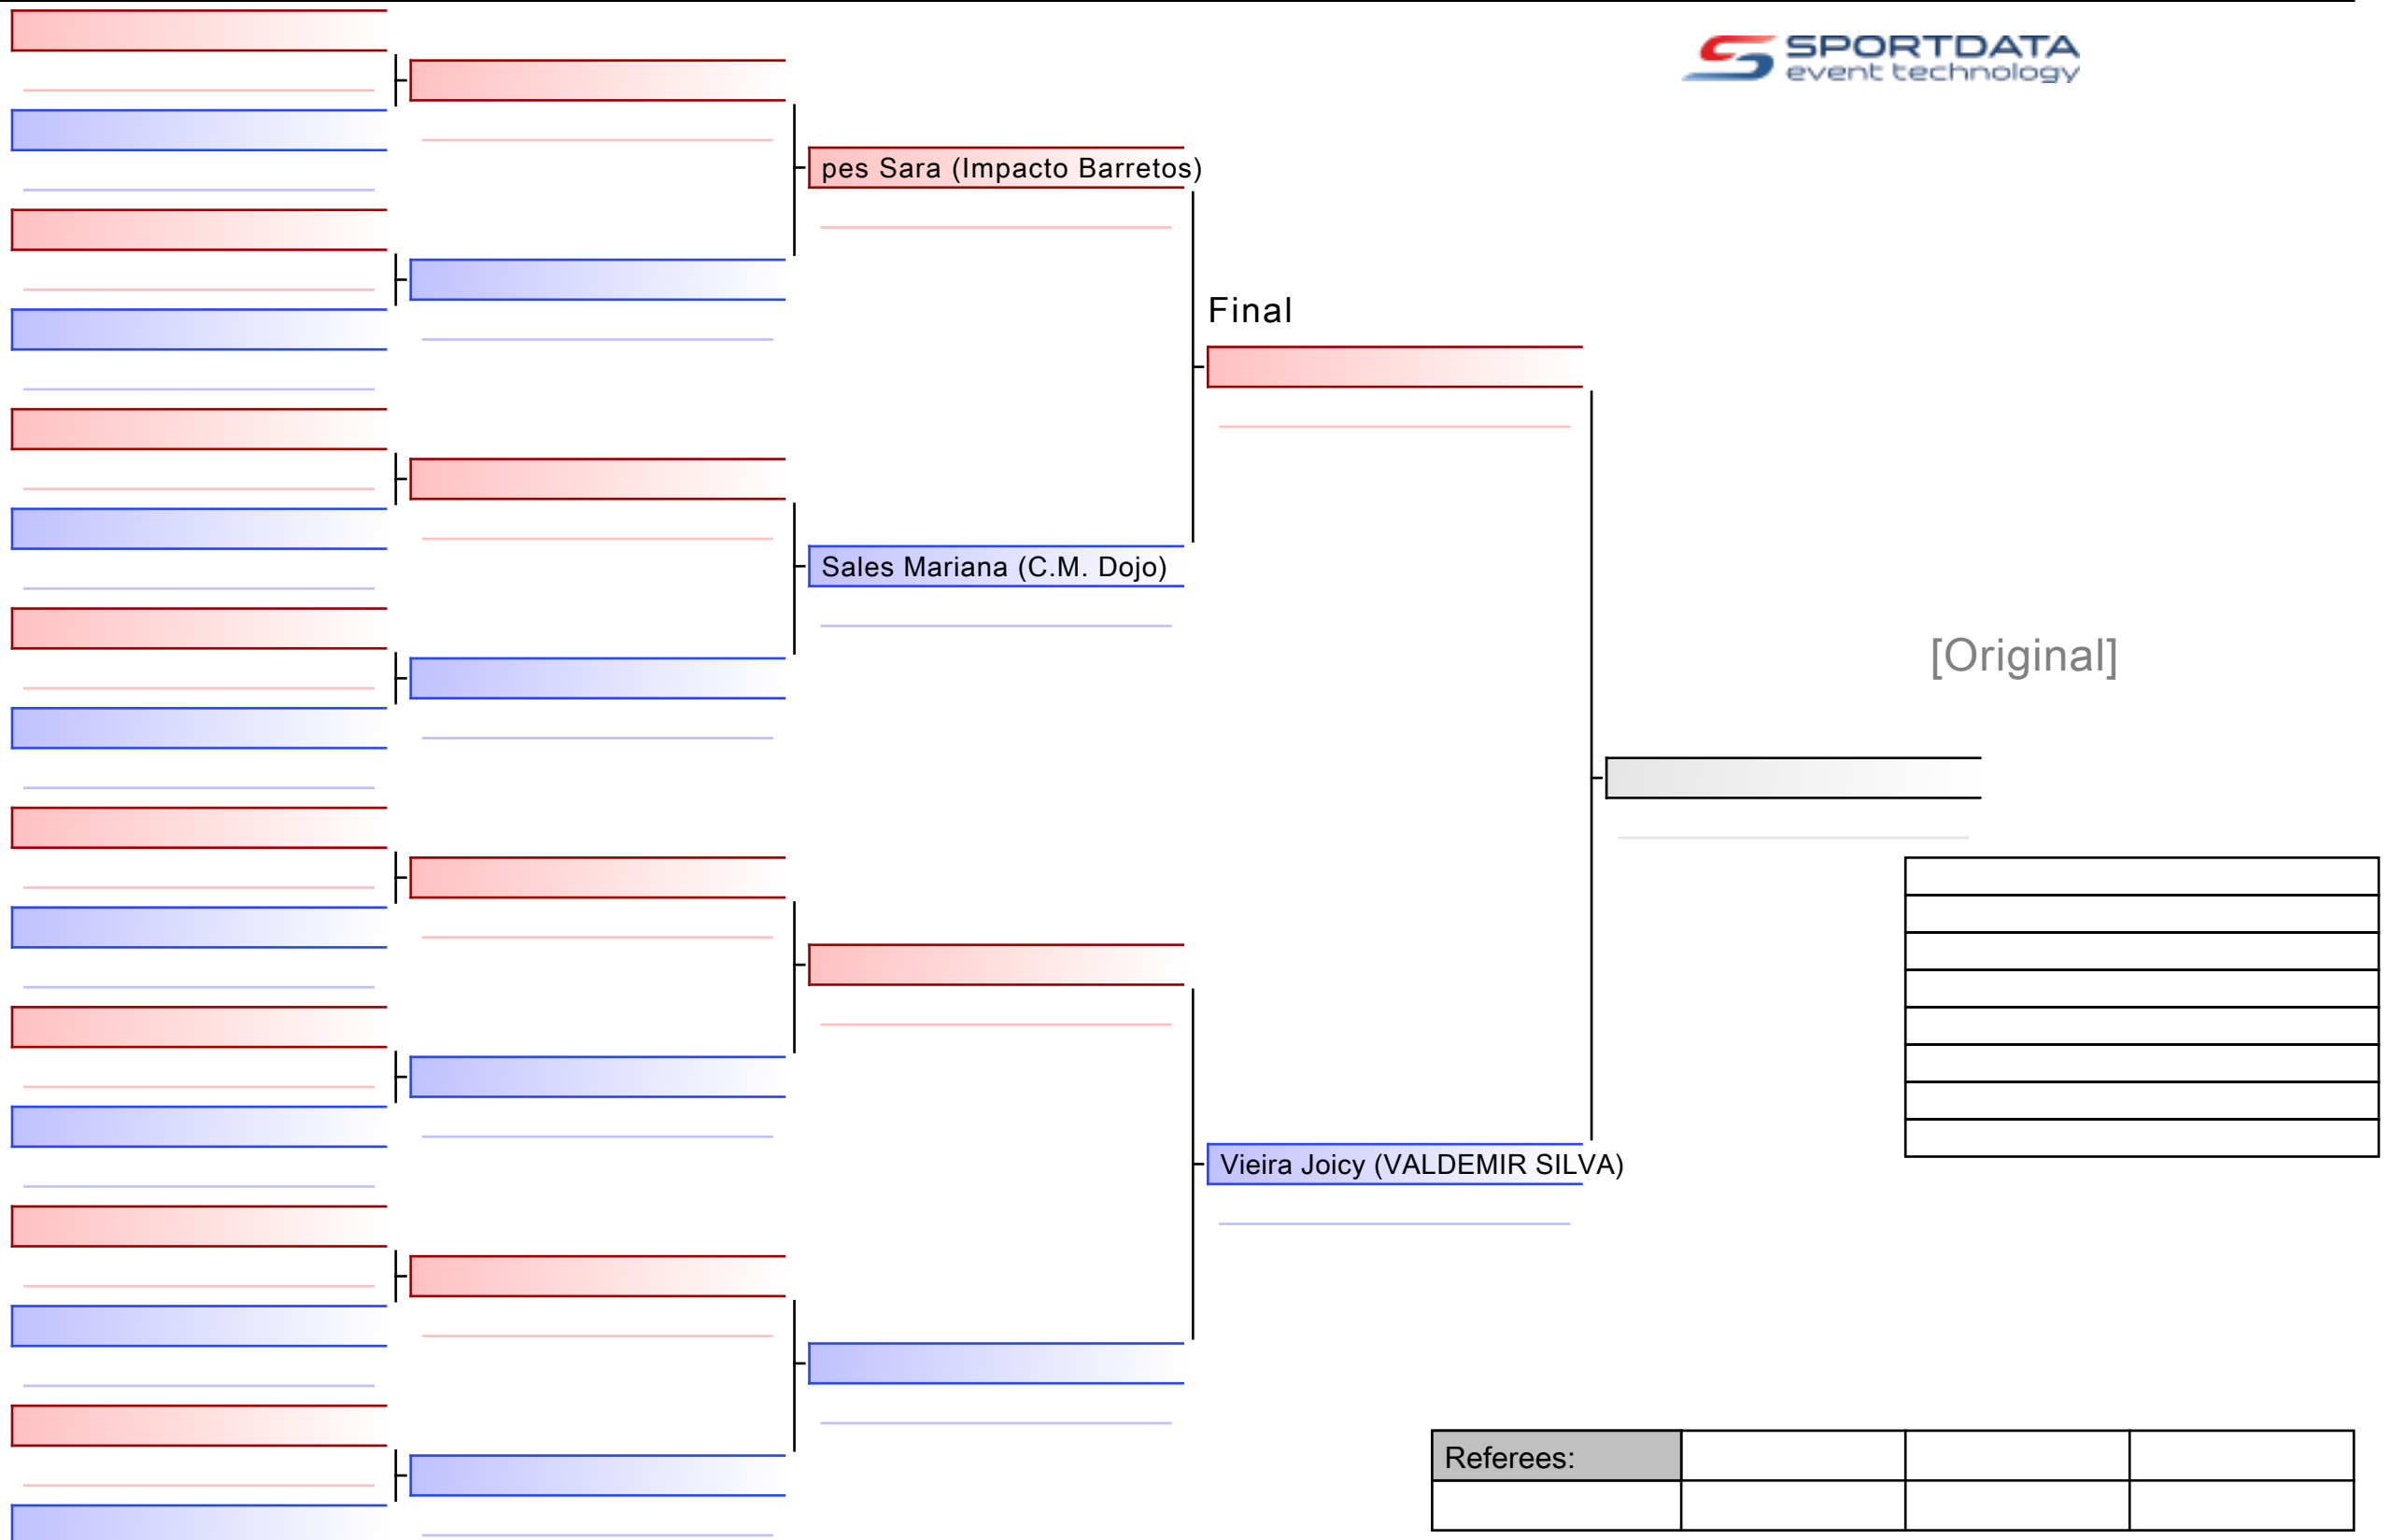 SPORTDATA
event technology
pes Sara (Impacto Barretos)
Final
Sales Mariana (C.M. Dojo)
[Original]
Vieira Joicy (VALDEMIR SILVA)
Referees: